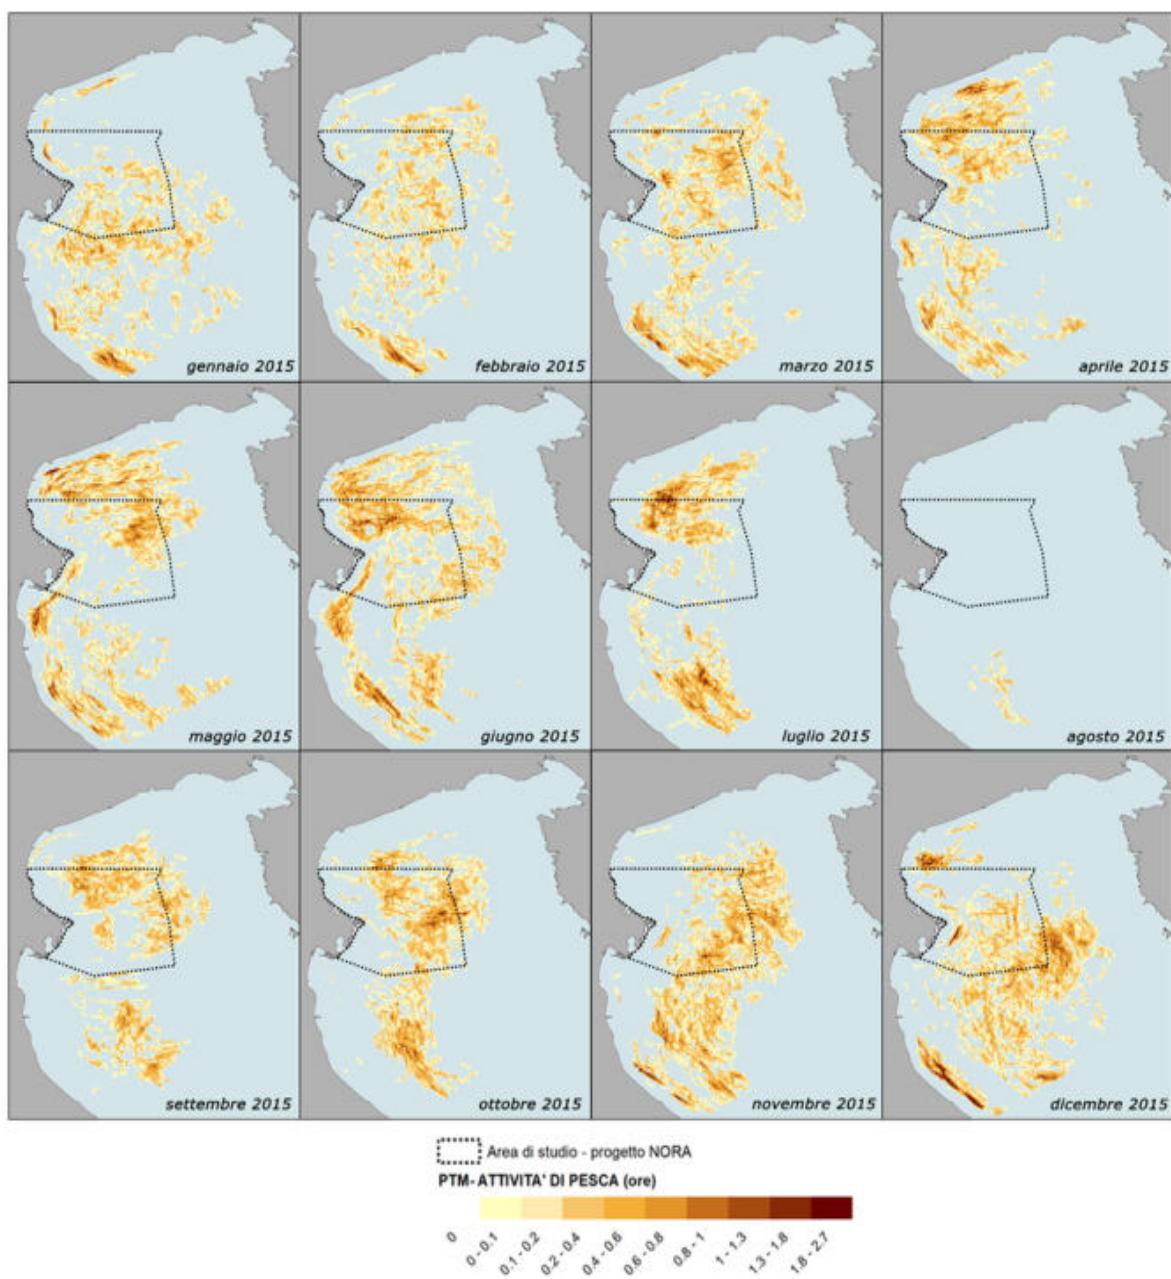 gennaio 2015
febbraio 2015
marzo 2015
aprile 2015
maggio 2015
giugno 2015
luglio 2015
agosto 2015
settembre 2015
ottobre 2015
novembre 2015
dicembre 2015
Area di studio - progetto NORA
PTM- ATTIVITA' DI PESCA (ore)
0
0 - 0.1
0.1 - 0.2
0.2 - 0.4
0.4 - 0.6
0.6 - 0.8
0.8 - 1
1 - 1.3
1.3 - 1.8
1.8 - 2.7